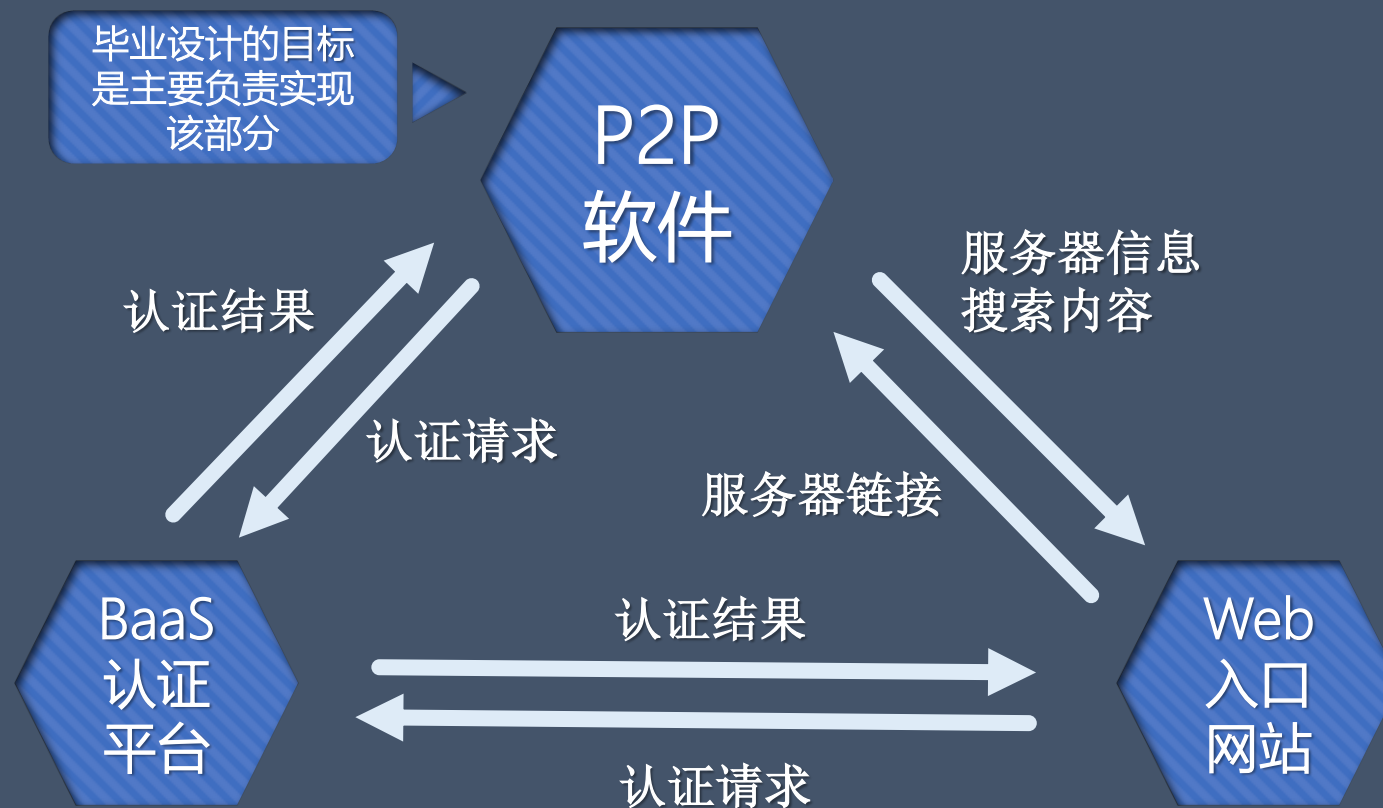 毕业设计的目标
是主要负责实现
该部分
P2P
软件
服务器信息
搜索内容
认证结果
认证请求
服务器链接
BaaS
认证
平台
认证结果
认证请求
Web
入口
网站